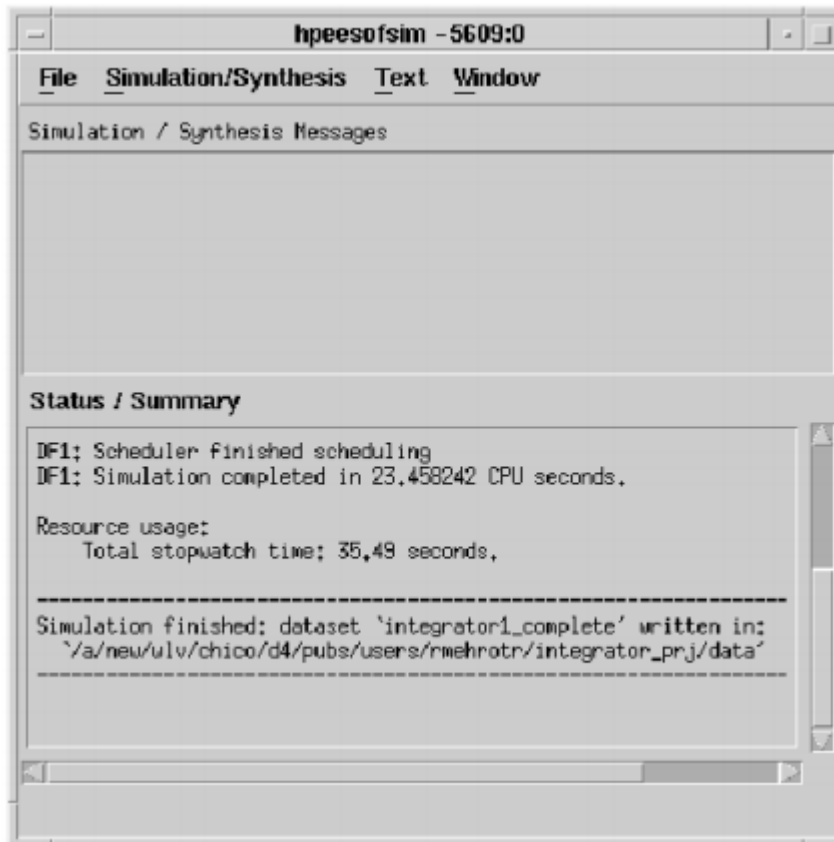 hpeesofsim -5609:0
File Simulation/Synthesis Text Window
Simulation / Synthesis Messages
Status / Summary
DF1: Scheduler finished scheduling
DF1: Simulation completed in 23.458242 CPU seconds.
Resource usage:
Total stopwatch time: 35.49 seconds.
------------------------------------------------------------
Simulation finished: dataset `integrator1_complete' written in:
`/a/new/ulv/chico/d4/pubs/users/rmehrotr/integrator_prj/data'
------------------------------------------------------------